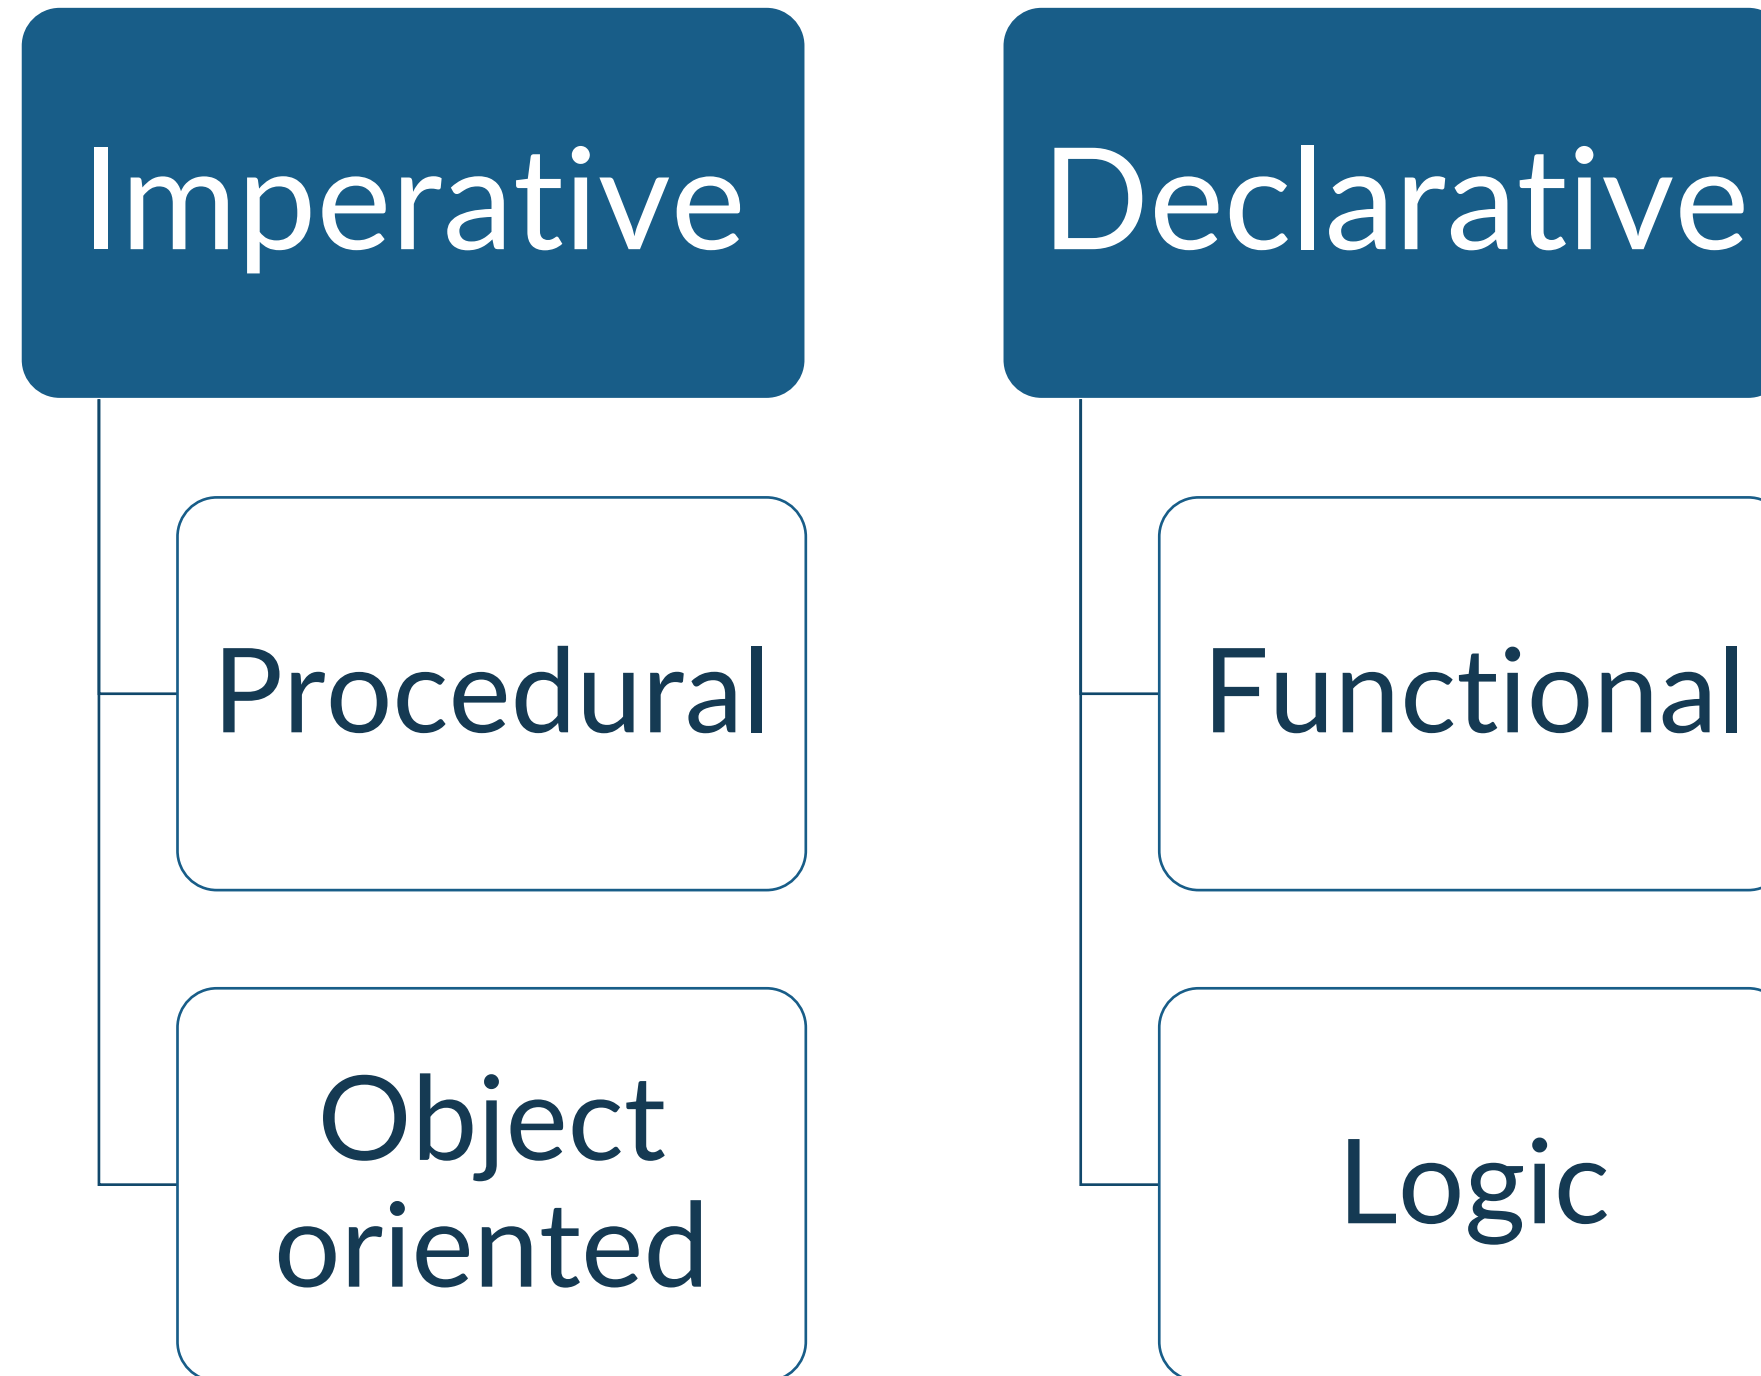 Imperative
Procedural
Object
oriented
Declarative
Functional
Logic